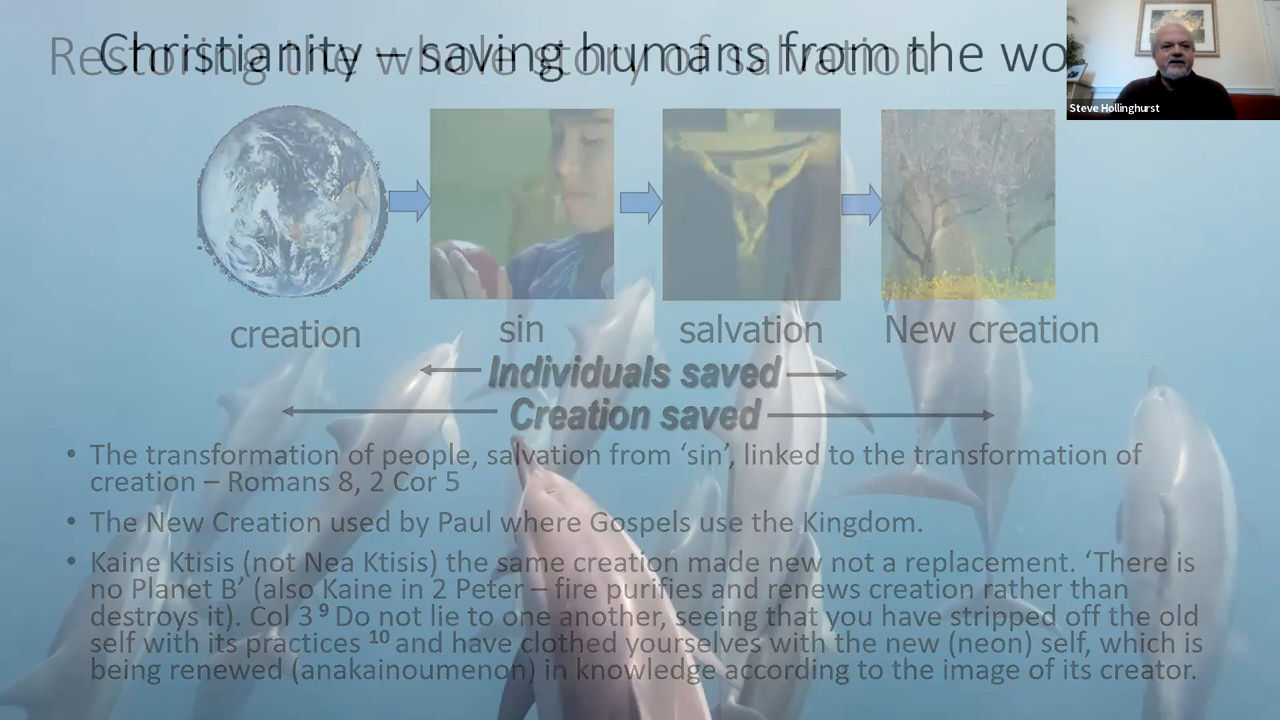 Restoring the whole story of salvation
Christianity – saving humans from the wo
Steve Hollinghurst
creation
sin
salvation
New creation
Individuals saved
Creation saved
• The transformation of people, salvation from ‘sin’, linked to the transformation of
creation – Romans 8, 2 Cor 5
• The New Creation used by Paul where Gospels use the Kingdom.
• Kaine Ktisis (not Nea Ktisis) the same creation made new not a replacement. ‘There is
no Planet B’ (also Kaine in 2 Peter – fire purifies and renews creation rather than
destroys it). Col 3 ⁹ Do not lie to one another, seeing that you have stripped off the old
self with its practices ¹⁰ and have clothed yourselves with the new (neon) self, which is
being renewed (anakainoumenon) in knowledge according to the image of its creator.